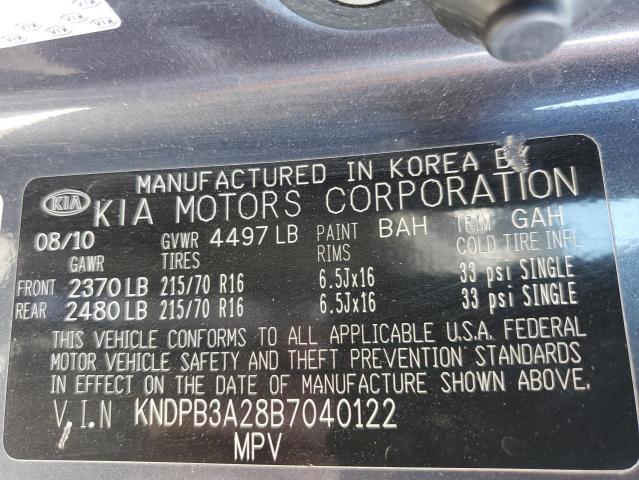 MANUFACTURED IN KOREA BY
KIA KIA MOTORS CORPORATION
08/10 GVWR 4497 LB PAINT BAH TRIM GAH
GAWR TIRES RIMS COLD TIRE INFL
FRONT 2370 LB 215/70 R16 6.5Jx16 33 psi SINGLE
REAR 2480 LB 215/70 R16 6.5Jx16 33 psi SINGLE
THIS VEHICLE CONFORMS TO ALL APPLICABLE U.S.A. FEDERAL
MOTOR VEHICLE SAFETY AND THEFT PREVENTION STANDARDS
IN EFFECT ON THE DATE OF MANUFACTURE SHOWN ABOVE.
V.I.N KNDPB3A28B7040122
MPV